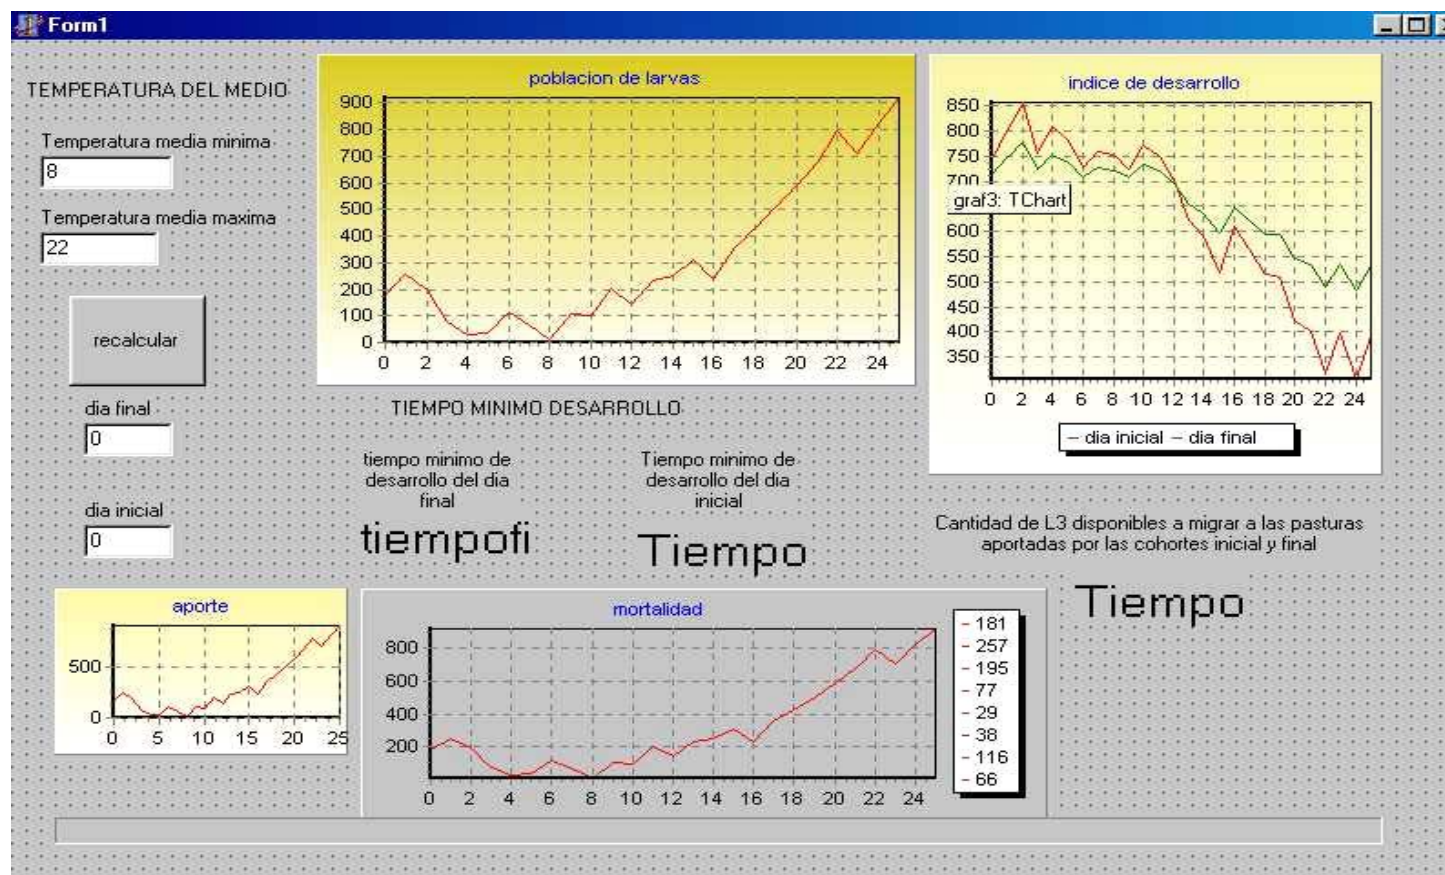 Form1
TEMPERATURA DEL MEDIO
Temperatura media minima
8
Temperatura media maxima
22
recalcular
dia final
0
dia inicial
0
poblacion de larvas
900
800
700
600
500
400
300
200
100
0
0 2 4 6 8 10 12 14 16 18 20 22 24
indice de desarrollo
850
800
750
700
graf3: TChart
600
550
500
450
400
350
0 2 4 6 8 10 12 14 16 18 20 22 24
– dia inicial – dia final
TIEMPO MINIMO DESARROLLO
tiempo minimo de
desarrollo del dia
final
tiempofi
Tiempo minimo de
desarrollo del dia
inicial
Tiempo
Cantidad de L3 disponibles a migrar a las pasturas
aportadas por las cohortes inicial y final
Tiempo
aporte
500
0
0 5 10 15 20 25
mortalidad
800
600
400
200
0 2 4 6 8 10 12 14 16 18 20 22 24
– 181
– 257
– 195
– 77
– 29
– 38
– 116
– 66